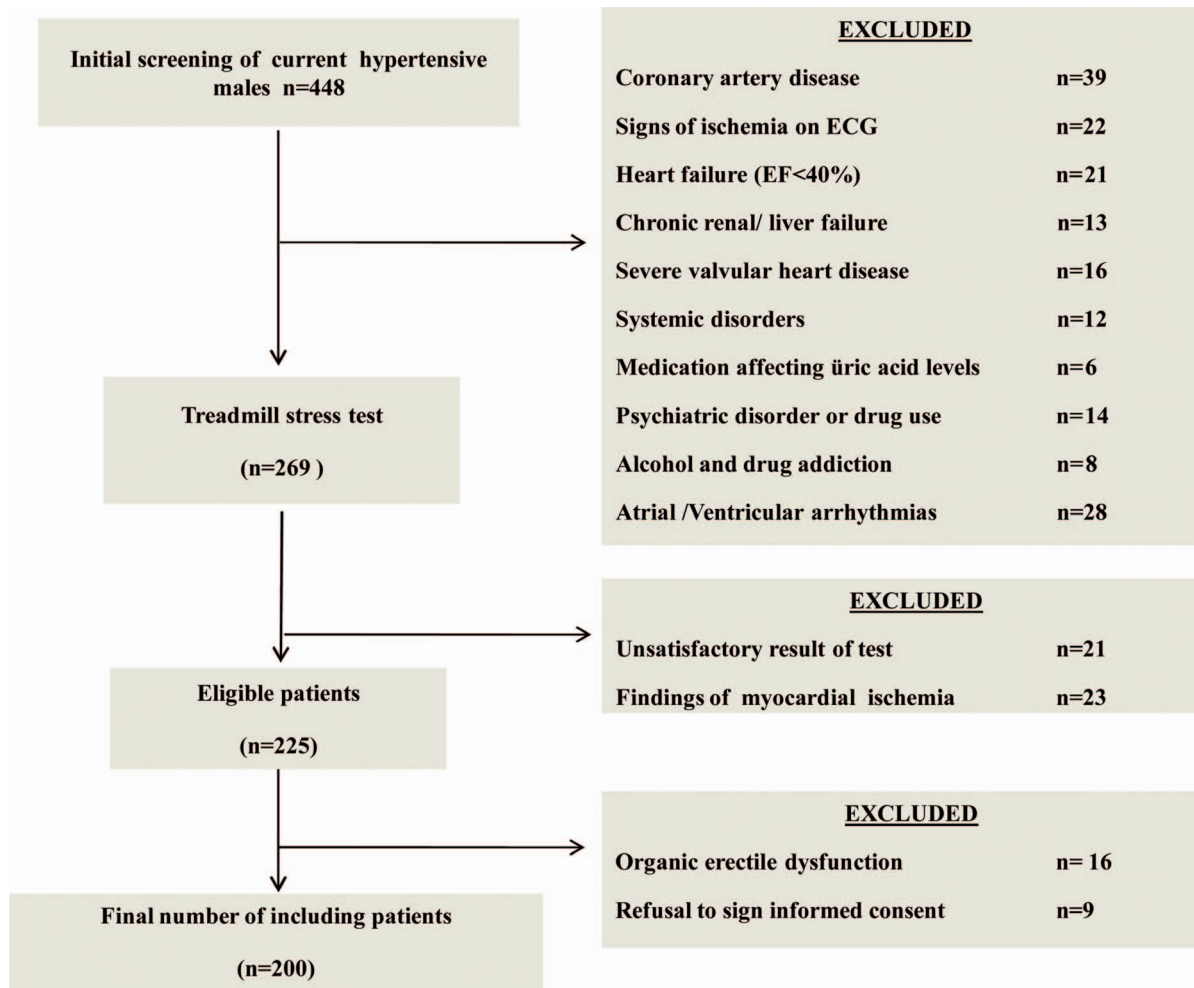 Initial screening of current hypertensive
males n=448
EXCLUDED
Coronary artery disease n=39
Signs of ischemia on ECG n=22
Heart failure (EF<40%) n=21
Chronic renal/ liver failure n=13
Severe valvular heart disease n=16
Systemic disorders n=12
Medication affecting üric acid levels n=6
Psychiatric disorder or drug use n=14
Alcohol and drug addiction n=8
Atrial /Ventricular arrhythmias n=28
Treadmill stress test
(n=269 )
EXCLUDED
Unsatisfactory result of test n=21
Findings of myocardial ischemia n=23
Eligible patients
(n=225)
EXCLUDED
Organic erectile dysfunction n= 16
Refusal to sign informed consent n=9
Final number of including patients
(n=200)